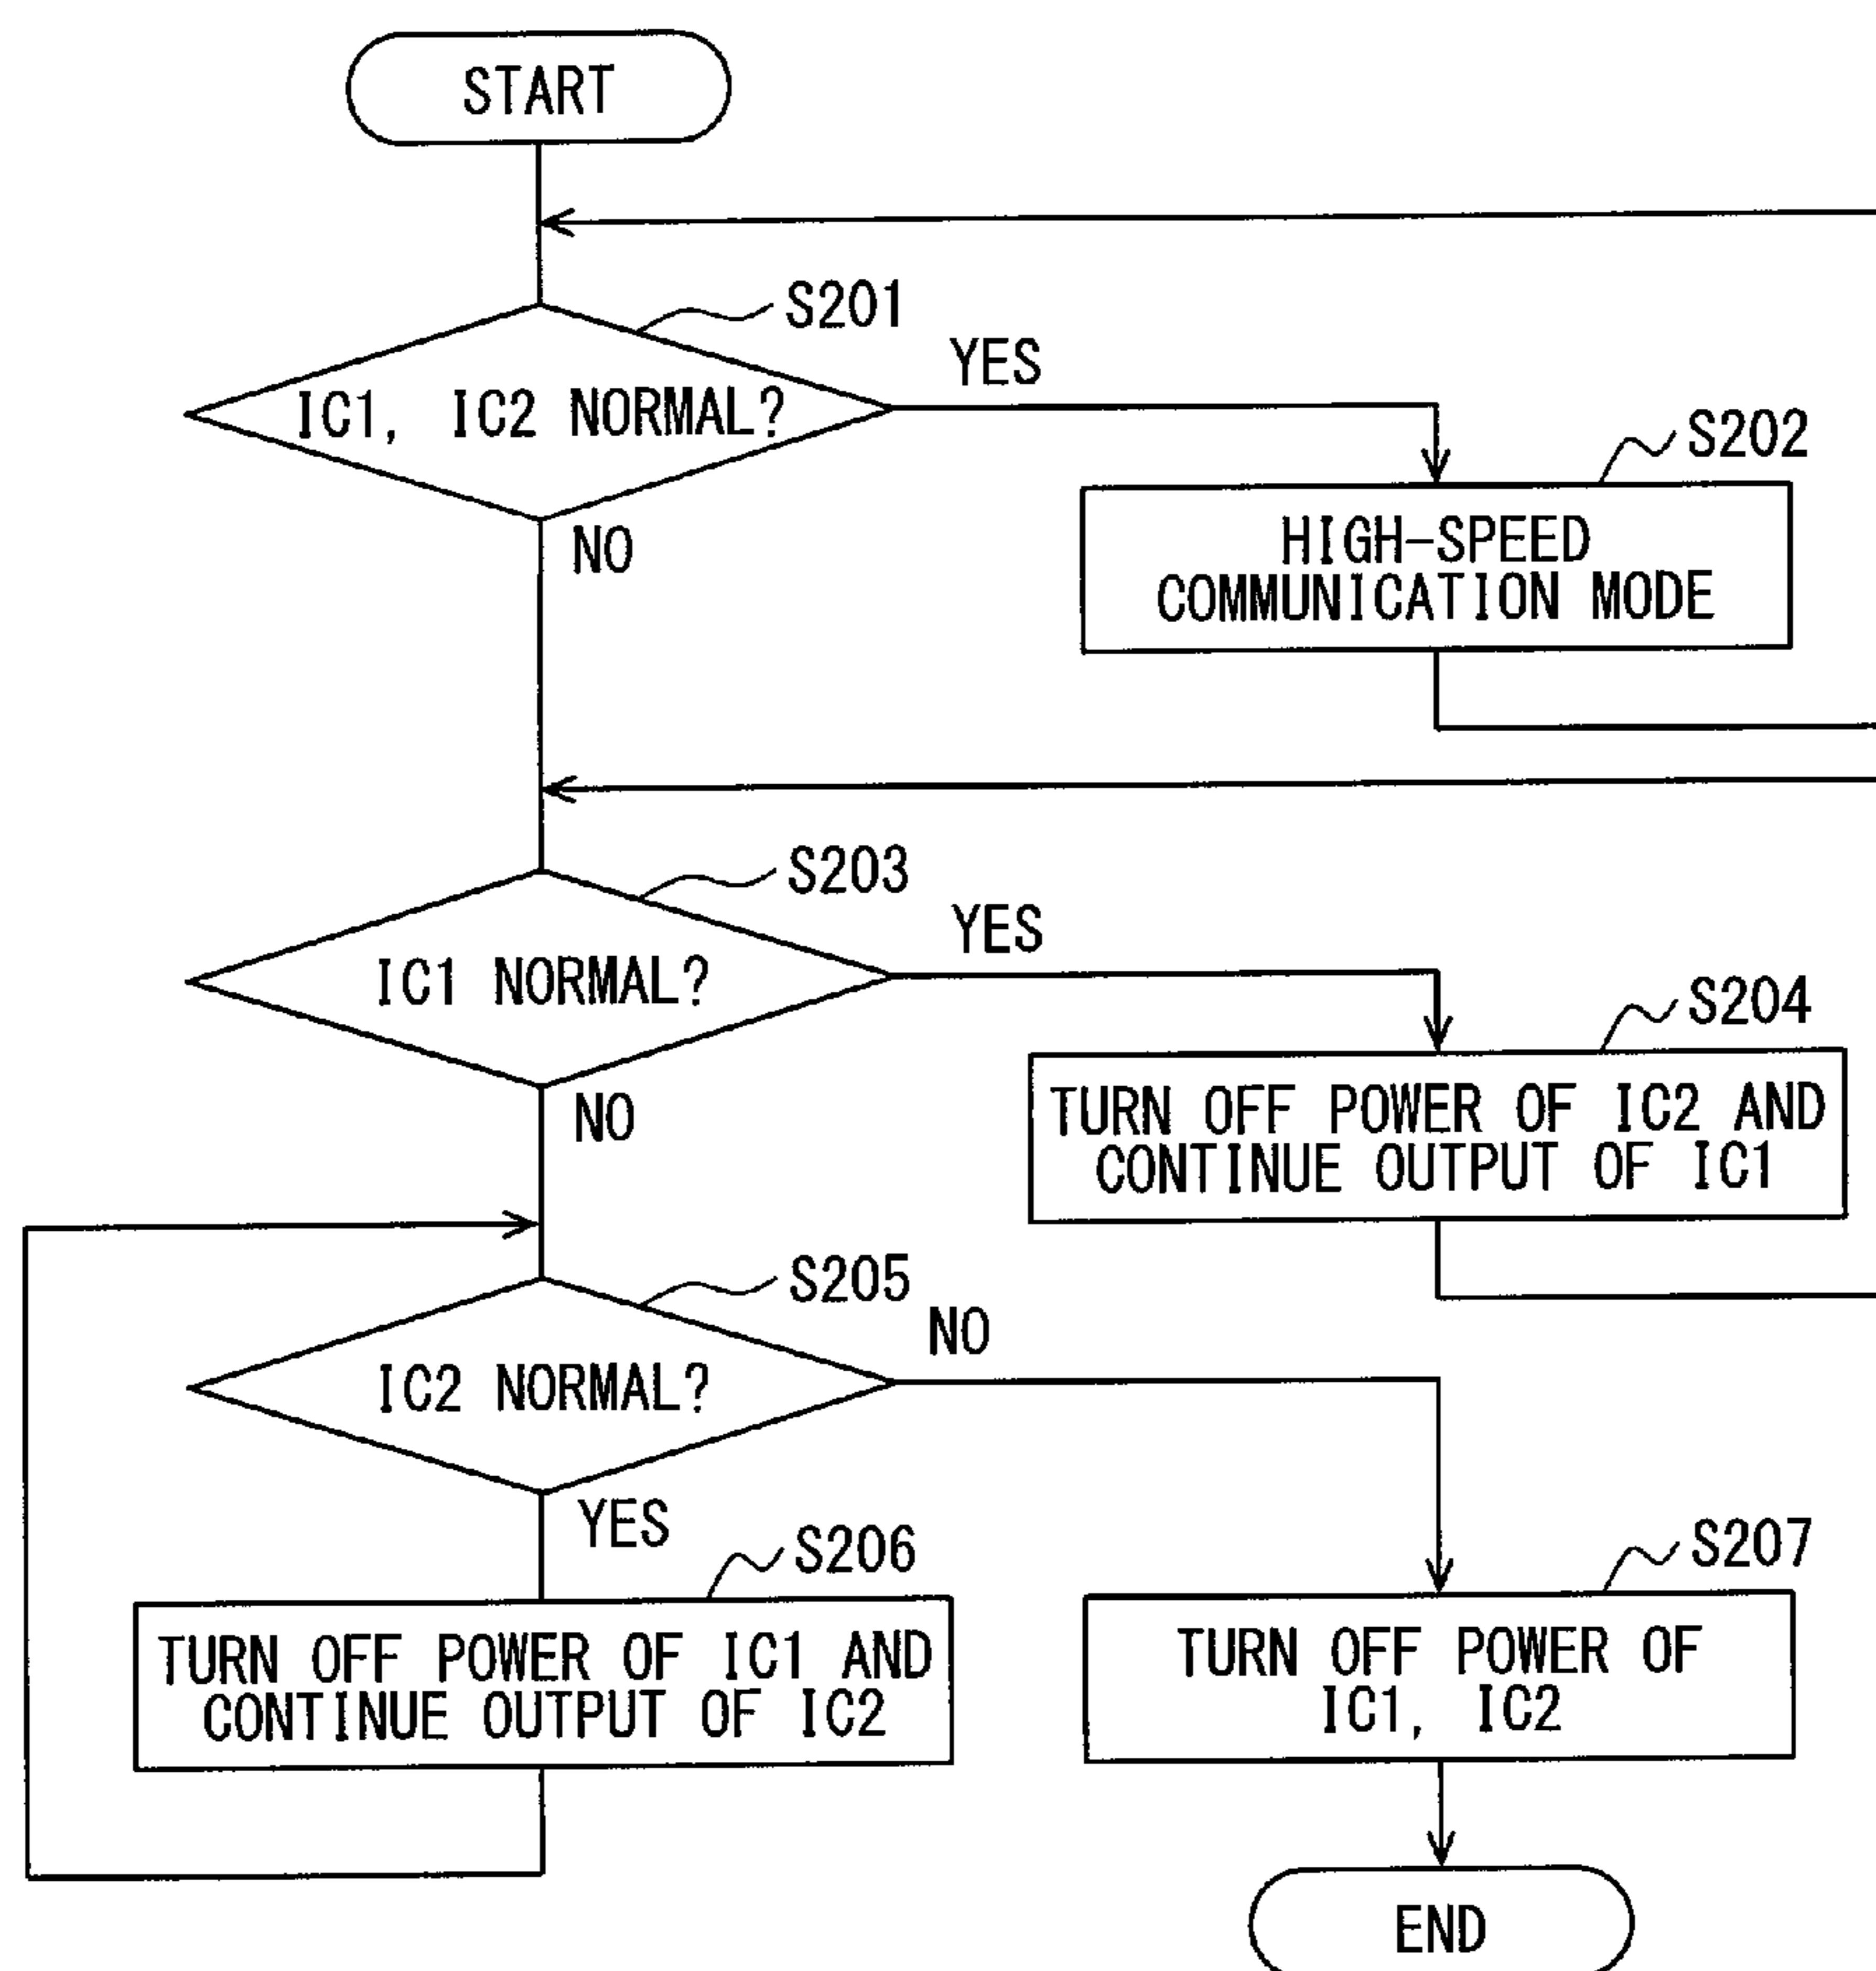 START
S201
IC1, IC2 NORMAL?
YES
NO
S202
HIGH-SPEED
COMMUNICATION MODE
S203
IC1 NORMAL?
YES
NO
S204
TURN OFF POWER OF IC2 AND
CONTINUE OUTPUT OF IC1
S205
IC2 NORMAL?
NO
YES
S206
TURN OFF POWER OF IC1 AND
CONTINUE OUTPUT OF IC2
S207
TURN OFF POWER OF
IC1, IC2
END